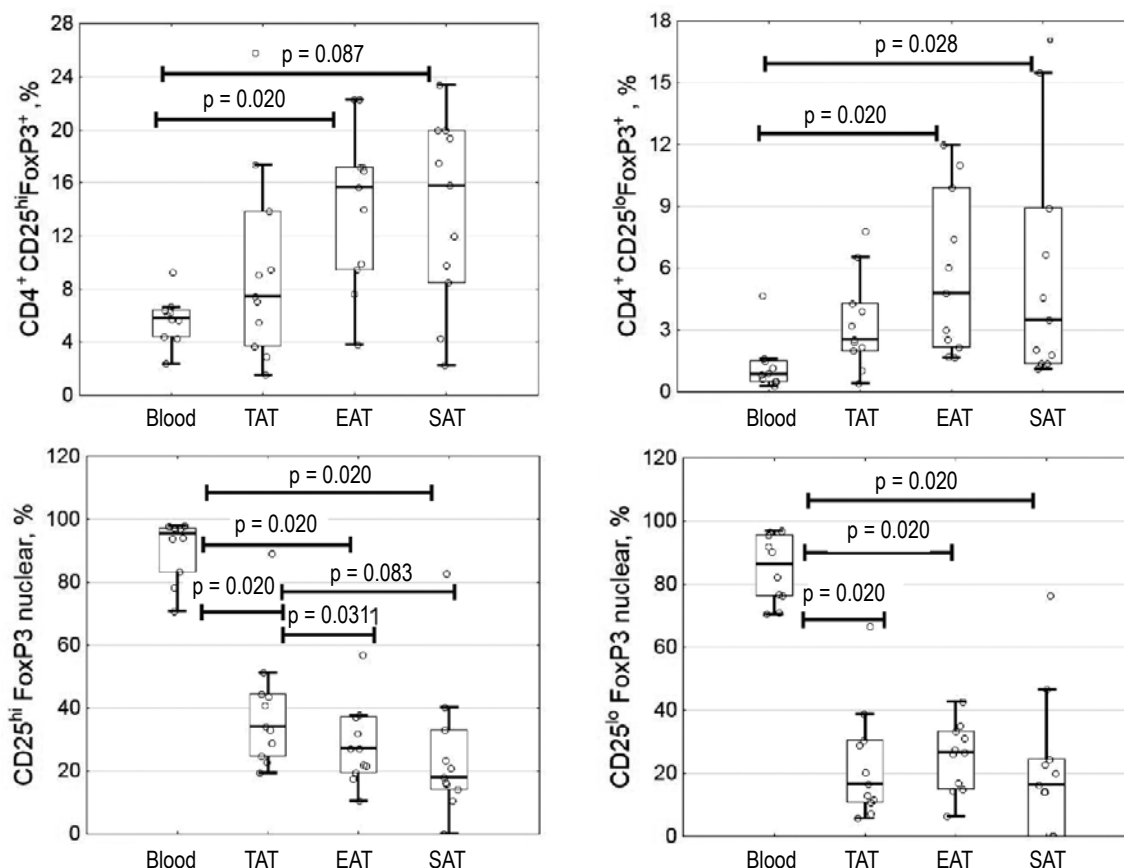 CD4⁺ CD25ʰⁱFoxP3⁺, %
28
24
20
16
12
8
4
0
p = 0.087
p = 0.020
Blood TAT EAT SAT
CD4⁺ CD25ˡᵒFoxP3⁺, %
18
15
12
9
6
3
0
p = 0.028
p = 0.020
Blood TAT EAT SAT
CD25ʰⁱ FoxP3 nuclear, %
120
100
80
60
40
20
0
p = 0.020
p = 0.020
p = 0.020
p = 0.083
p = 0.0311
Blood TAT EAT SAT
CD25ˡᵒ FoxP3 nuclear, %
120
100
80
60
40
20
0
p = 0.020
p = 0.020
p = 0.020
Blood TAT EAT SAT